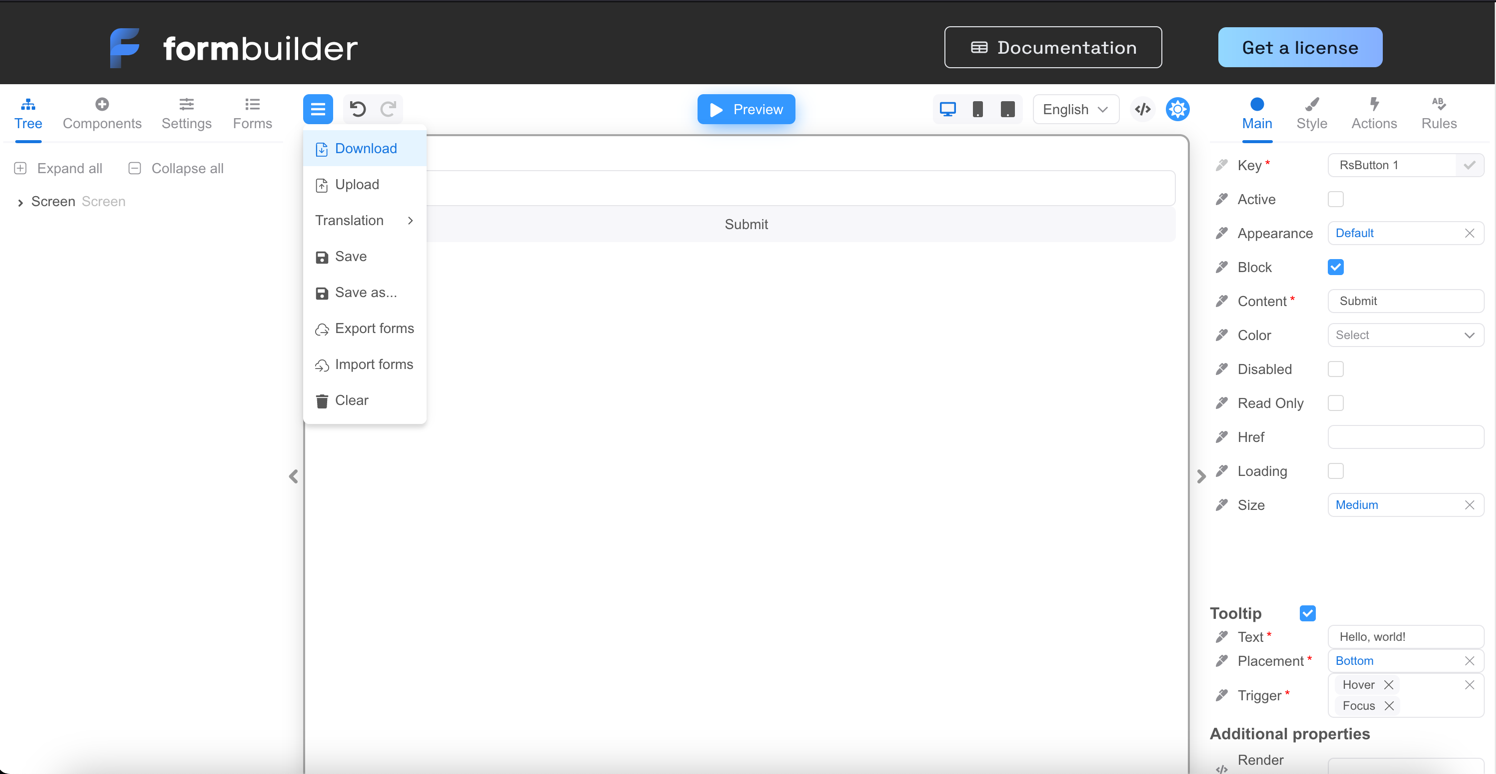 formbuilder
Documentation
Get a license
Tree
Components
Settings
Forms
Expand all
Collapse all
Screen Screen
Preview
English
Download
Upload
Translation
Save
Save as...
Export forms
Import forms
Clear
Submit
Main
Style
Actions
Rules
Key * RsButton 1
Active
Appearance Default
Block
Content * Submit
Color Select
Disabled
Read Only
Href
Loading
Size Medium
Tooltip
Text * Hello, world!
Placement * Bottom
Trigger * Hover
Focus
Additional properties
Render